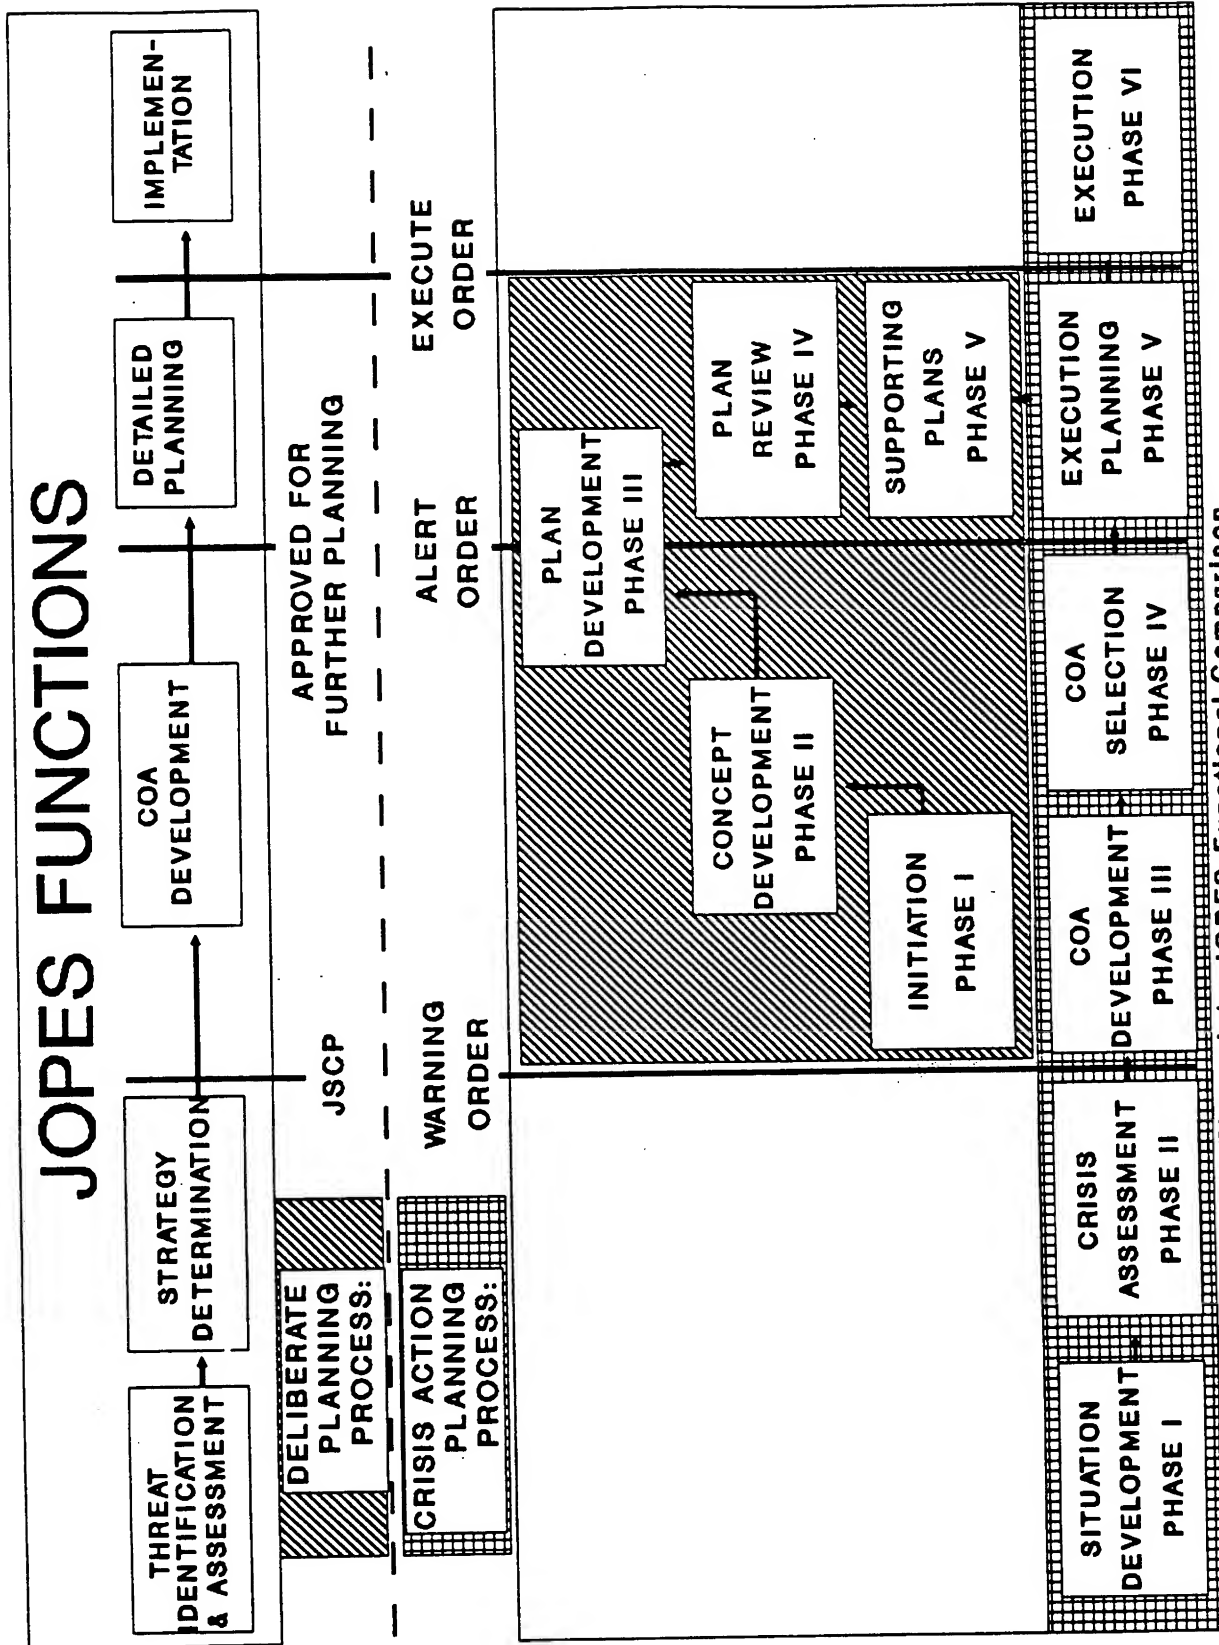 JOPES FUNCTIONS
THREAT
IDENTIFICATION
& ASSESSMENT
STRATEGY
DETERMINATION
COA
DEVELOPMENT
DETAILED
PLANNING
IMPLEMEN-
TATION
DELIBERATE
PLANNING
PROCESS:
JSCP
APPROVED FOR
FURTHER PLANNING
CRISIS ACTION
PLANNING
PROCESS:
WARNING
ORDER
ALERT
ORDER
EXECUTE
ORDER
PLAN
DEVELOPMENT
PHASE III
CONCEPT
DEVELOPMENT
PHASE II
PLAN
REVIEW
PHASE IV
INITIATION
PHASE I
SUPPORTING
PLANS
PHASE V
SITUATION
DEVELOPMENT
PHASE I
CRISIS
ASSESSMENT
PHASE II
COA
DEVELOPMENT
PHASE III
COA
SELECTION
PHASE IV
EXECUTION
PLANNING
PHASE V
EXECUTION
PHASE VI
JOPES Functional Comparison